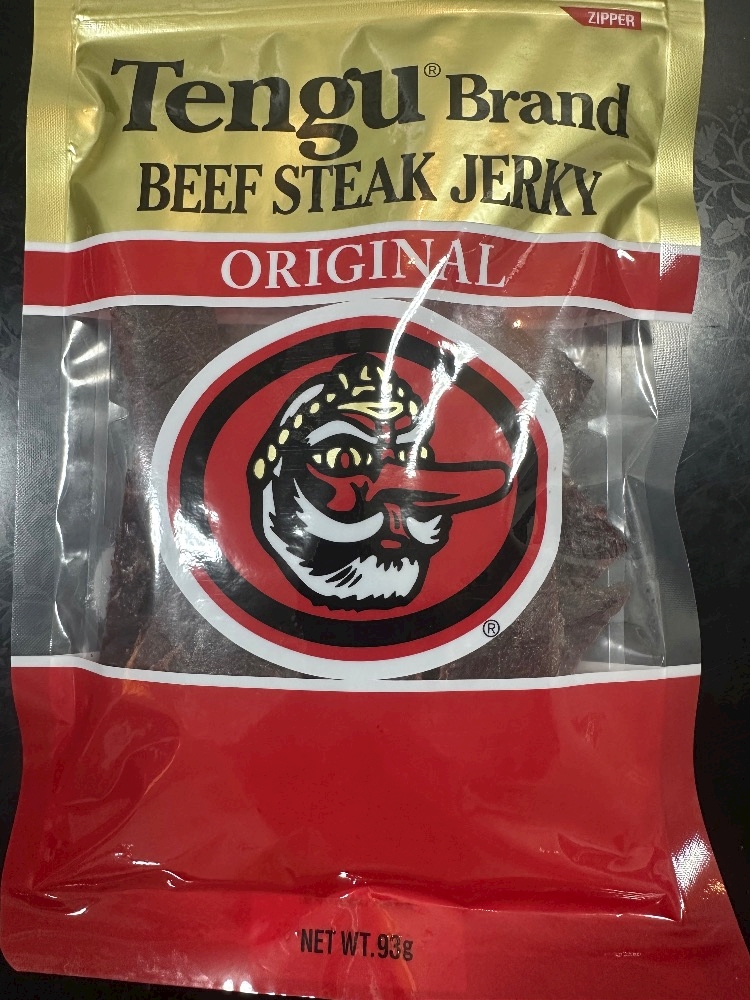 ZIPPER
Tengu® Brand
BEEF STEAK JERKY
ORIGINAL
®
NET WT.93g